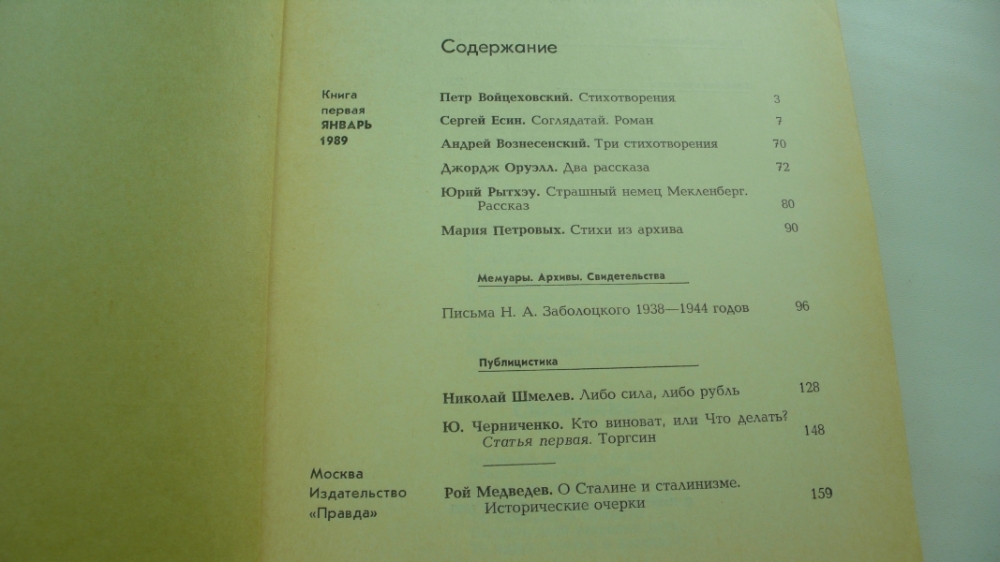 Содержание
Книга
первая
ЯНВАРЬ
1989
Петр Войцеховский. Стихотворения 3
Сергей Есин. Соглядатай. Роман 7
Андрей Вознесенский. Три стихотворения 70
Джордж Оруэлл. Два рассказа 72
Юрий Рытхэу. Страшный немец Мекленберг.
Рассказ 80
Мария Петровых. Стихи из архива 90
Мемуары. Архивы. Свидетельства
Письма Н. А. Заболоцкого 1938—1944 годов 96
Публицистика
Николай Шмелев. Либо сила, либо рубль 128
Ю. Черниченко. Кто виноват, или Что делать?
Статья первая. Торгсин 148
Рой Медведев. О Сталине и сталинизме.
Исторические очерки 159
Москва
Издательство
«Правда»